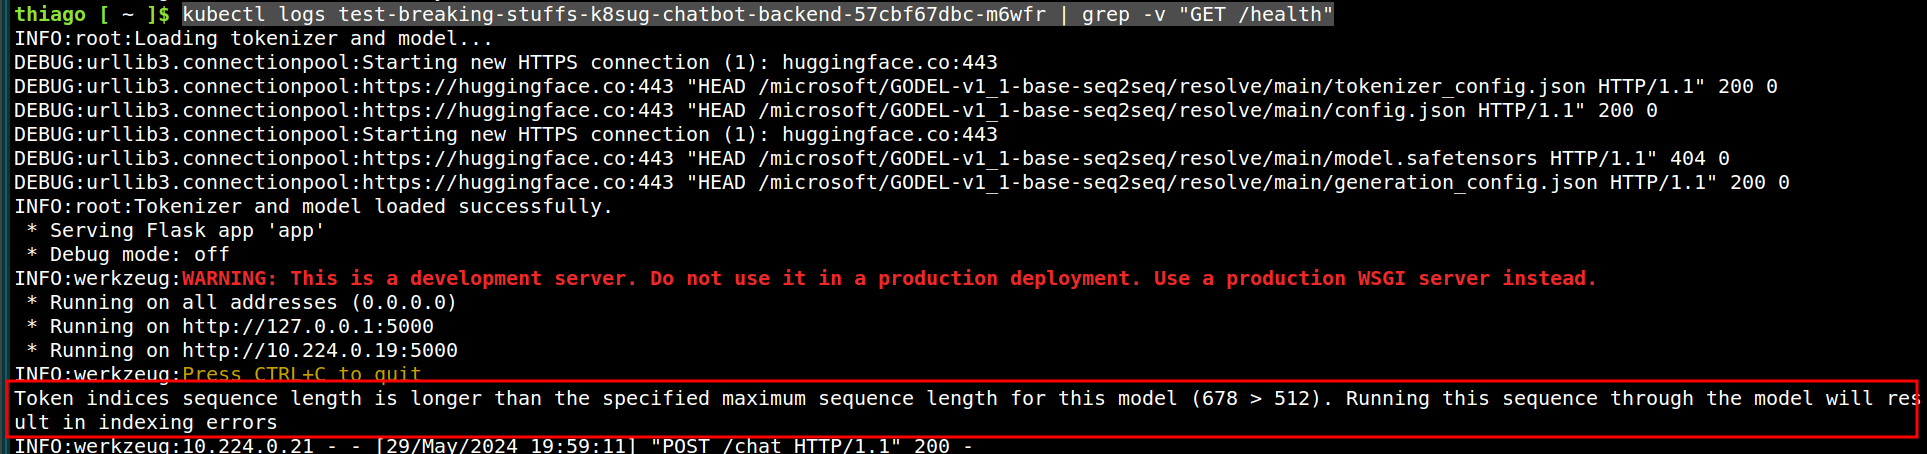 thiago [ ~ ]$ kubectl logs test-breaking-stuffs-k8sug-chatbot-backend-57cbf67dbc-m6wfr | grep -v "GET /health"
INFO:root:Loading tokenizer and model...
DEBUG:urllib3.connectionpool:Starting new HTTPS connection (1): huggingface.co:443
DEBUG:urllib3.connectionpool:https://huggingface.co:443 "HEAD /microsoft/GODEL-v1_1-base-seq2seq/resolve/main/tokenizer_config.json HTTP/1.1" 200 0
DEBUG:urllib3.connectionpool:https://huggingface.co:443 "HEAD /microsoft/GODEL-v1_1-base-seq2seq/resolve/main/config.json HTTP/1.1" 200 0
DEBUG:urllib3.connectionpool:Starting new HTTPS connection (1): huggingface.co:443
DEBUG:urllib3.connectionpool:https://huggingface.co:443 "HEAD /microsoft/GODEL-v1_1-base-seq2seq/resolve/main/model.safetensors HTTP/1.1" 404 0
DEBUG:urllib3.connectionpool:https://huggingface.co:443 "HEAD /microsoft/GODEL-v1_1-base-seq2seq/resolve/main/generation_config.json HTTP/1.1" 200 0
INFO:root:Tokenizer and model loaded successfully.
 * Serving Flask app 'app'
 * Debug mode: off
INFO:werkzeug:WARNING: This is a development server. Do not use it in a production deployment. Use a production WSGI server instead.
 * Running on all addresses (0.0.0.0)
 * Running on http://127.0.0.1:5000
 * Running on http://10.224.0.19:5000
INFO:werkzeug:Press CTRL+C to quit
Token indices sequence length is longer than the specified maximum sequence length for this model (678 > 512). Running this sequence through the model will res
ult in indexing errors
INFO:werkzeug:10.224.0.21 - - [29/May/2024 19:59:11] "POST /chat HTTP/1.1" 200 -